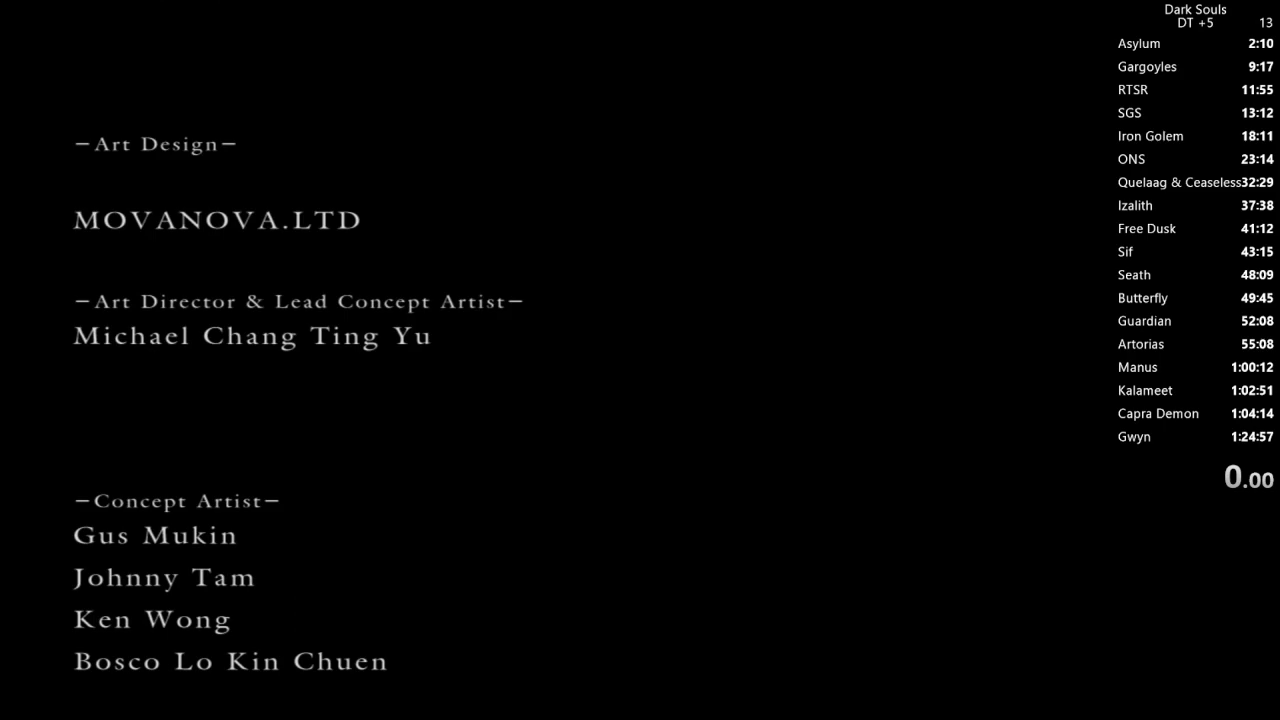 —Art Design—
MOVANOVA.LTD
—Art Director & Lead Concept Artist—
Michael Chang Ting Yu
—Concept Artist—
Gus Mukin
Johnny Tam
Ken Wong
Bosco Lo Kin Chuen
Dark Souls
DT +5 13
Asylum 2:10
Gargoyles 9:17
RTSR 11:55
SGS 13:12
Iron Golem 18:11
ONS 23:14
Quelaag & Ceaseless 32:29
Izalith 37:38
Free Dusk 41:12
Sif 43:15
Seath 48:09
Butterfly 49:45
Guardian 52:08
Artorias 55:08
Manus 1:00:12
Kalameet 1:02:51
Capra Demon 1:04:14
Gwyn 1:24:57
0.00